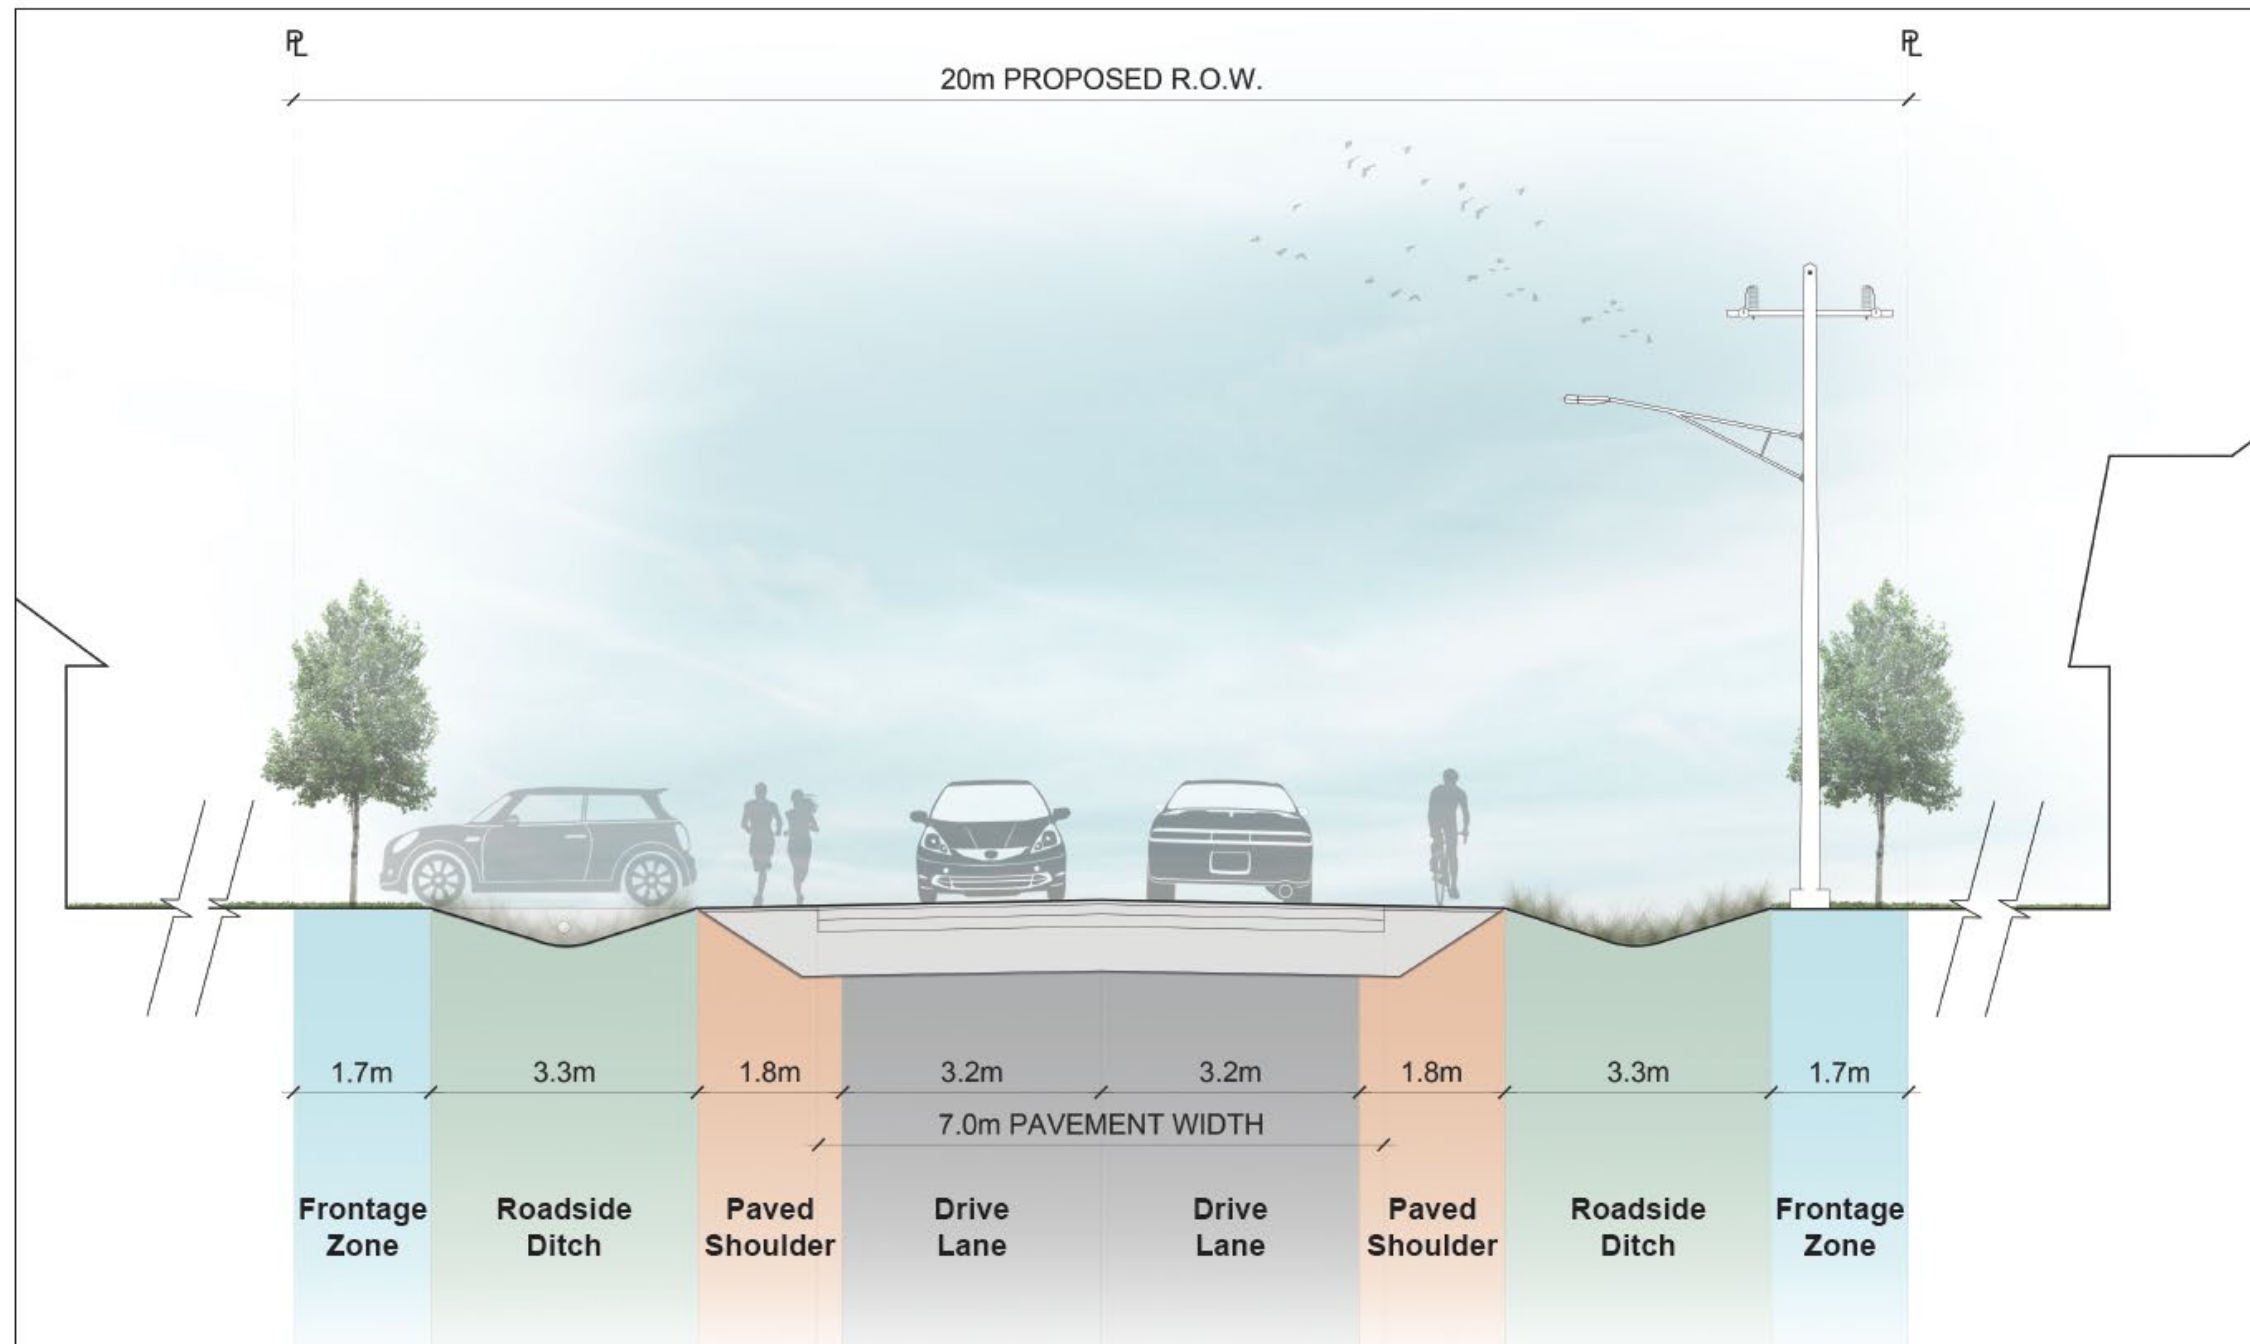 PL PL
20m PROPOSED R.O.W.
1.7m 3.3m 1.8m 3.2m 3.2m 1.8m 3.3m 1.7m
7.0m PAVEMENT WIDTH
Frontage Roadside Paved Drive Drive Paved Roadside Frontage
Zone Ditch Shoulder Lane Lane Shoulder Ditch Zone